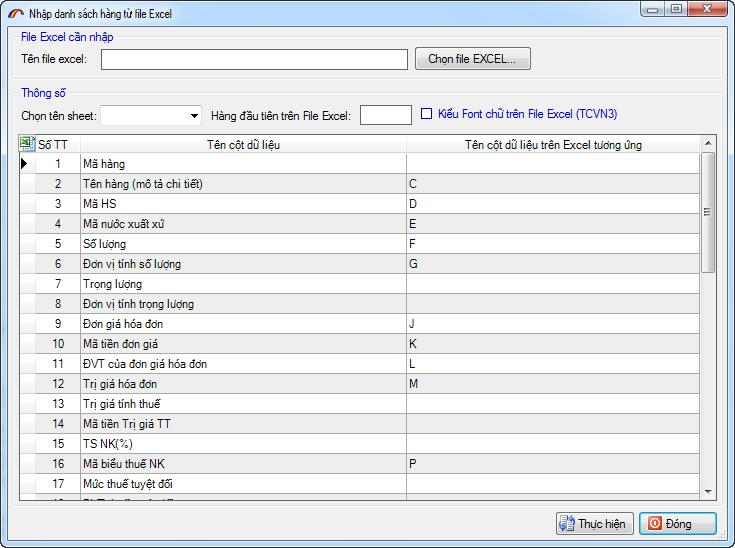 Nhập danh sách hàng từ file Excel
File Excel cần nhập
Tên file excel: Chọn file EXCEL...
Thông số
Chọn tên sheet: Hàng đầu tiên trên File Excel: Kiểu Font chữ trên File Excel (TCVN3)
Số TT Tên cột dữ liệu Tên cột dữ liệu trên Excel tương ứng
1 Mã hàng
2 Tên hàng (mô tả chi tiết) C
3 Mã HS D
4 Mã nước xuất xứ E
5 Số lượng F
6 Đơn vị tính số lượng G
7 Trọng lượng
8 Đơn vị tính trọng lượng
9 Đơn giá hóa đơn J
10 Mã tiền đơn giá K
11 ĐVT của đơn giá hóa đơn L
12 Trị giá hóa đơn M
13 Trị giá tính thuế
14 Mã tiền Trị giá TT
15 TS NK(%)
16 Mã biểu thuế NK P
17 Mức thuế tuyệt đối
Thực hiện Đóng